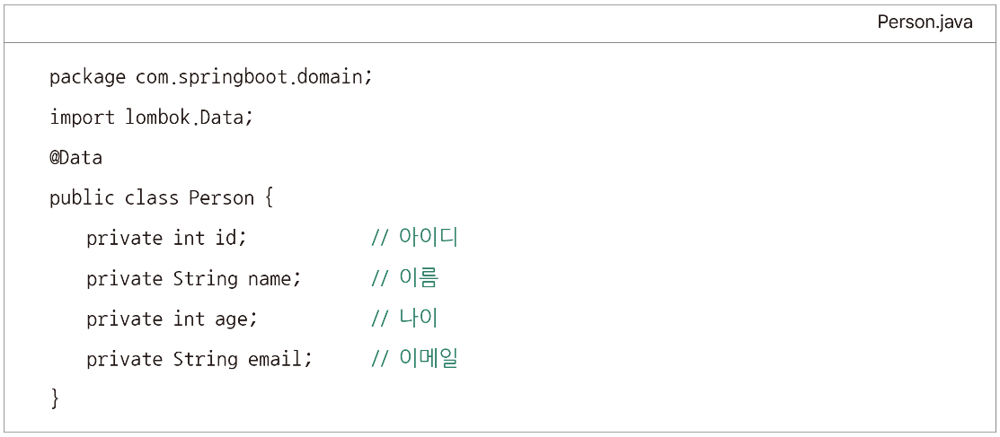 Person.java
package com.springboot.domain;
import lombok.Data;
@Data
public class Person {
private int id; // 아이디
private String name; // 이름
private int age; // 나이
private String email; // 이메일
}